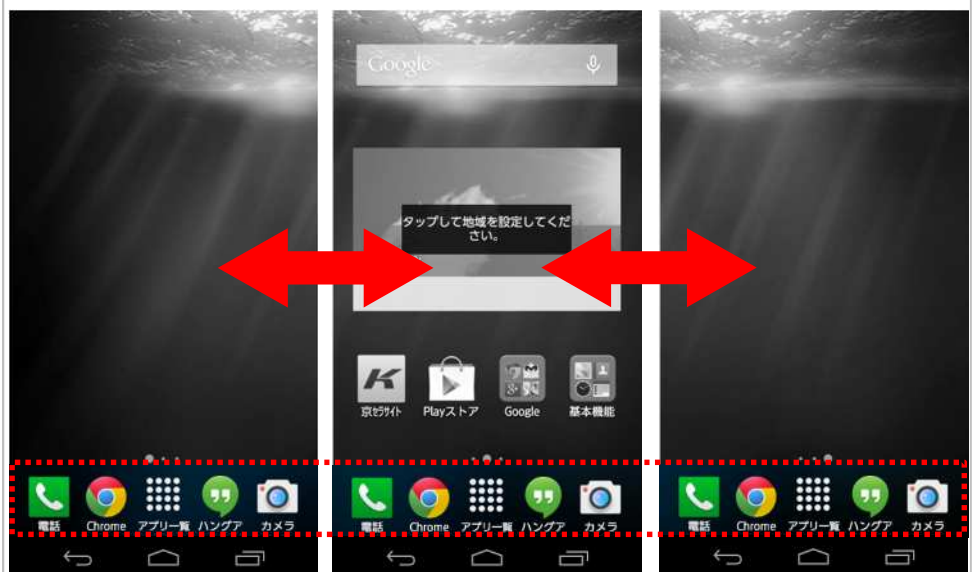 Google
タップして地域を設定してくだ
さい。
京セラサイト Playストア Google 基本機能
電話 Chrome アプリ一覧 ハングア カメラ
電話 Chrome アプリ一覧 ハングア カメラ
電話 Chrome アプリ一覧 ハングア カメラ